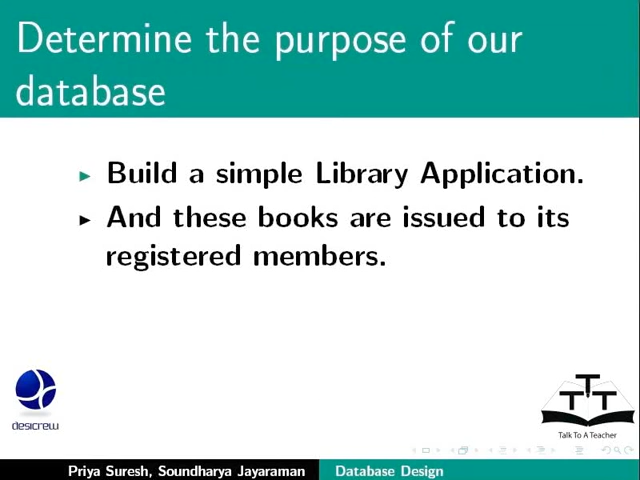 Determine the purpose of our
database
Build a simple Library Application.
And these books are issued to its
registered members.
desicrew
TTT
Talk To A Teacher
Priya Suresh, Soundharya Jayaraman
Database Design